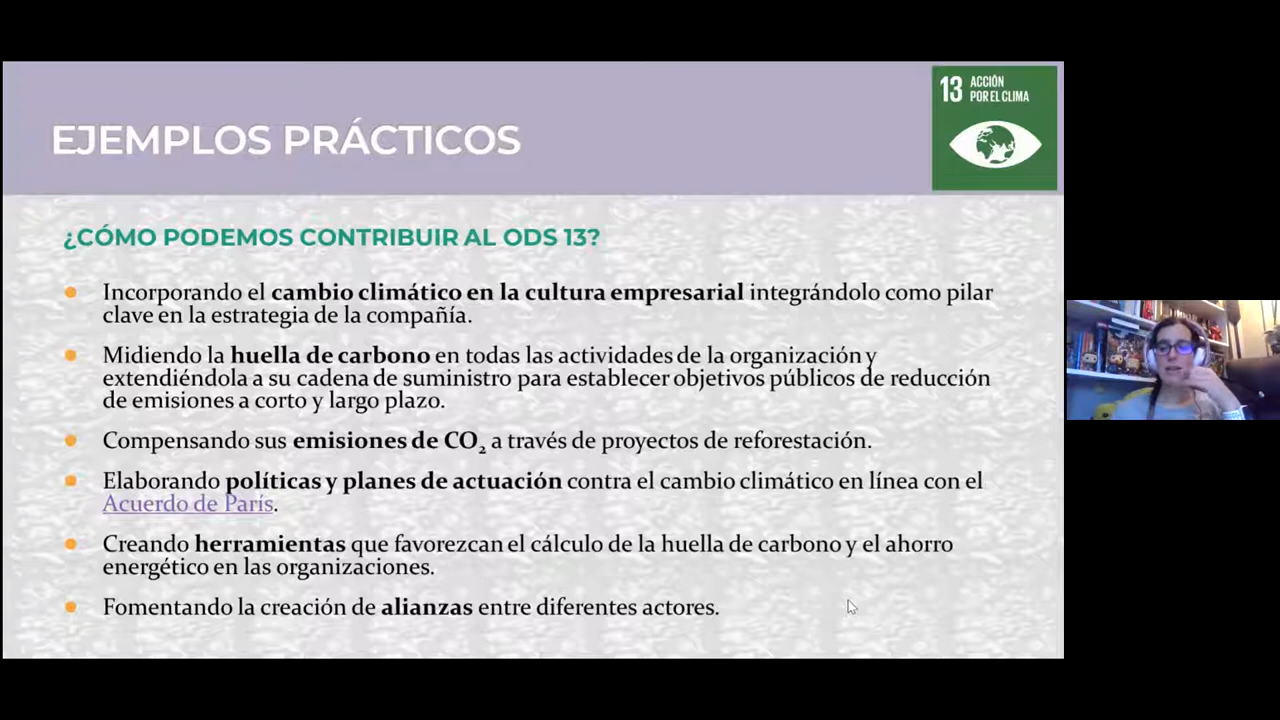 EJEMPLOS PRÁCTICOS
13 ACCIÓN
POR EL CLIMA
¿CÓMO PODEMOS CONTRIBUIR AL ODS 13?
Incorporando el cambio climático en la cultura empresarial integrándolo como pilar
clave en la estrategia de la compañía.
Midiendo la huella de carbono en todas las actividades de la organización y
extendiéndola a su cadena de suministro para establecer objetivos públicos de reducción
de emisiones a corto y largo plazo.
Compensando sus emisiones de CO₂ a través de proyectos de reforestación.
Elaborando políticas y planes de actuación contra el cambio climático en línea con el
Acuerdo de París.
Creando herramientas que favorezcan el cálculo de la huella de carbono y el ahorro
energético en las organizaciones.
Fomentando la creación de alianzas entre diferentes actores.